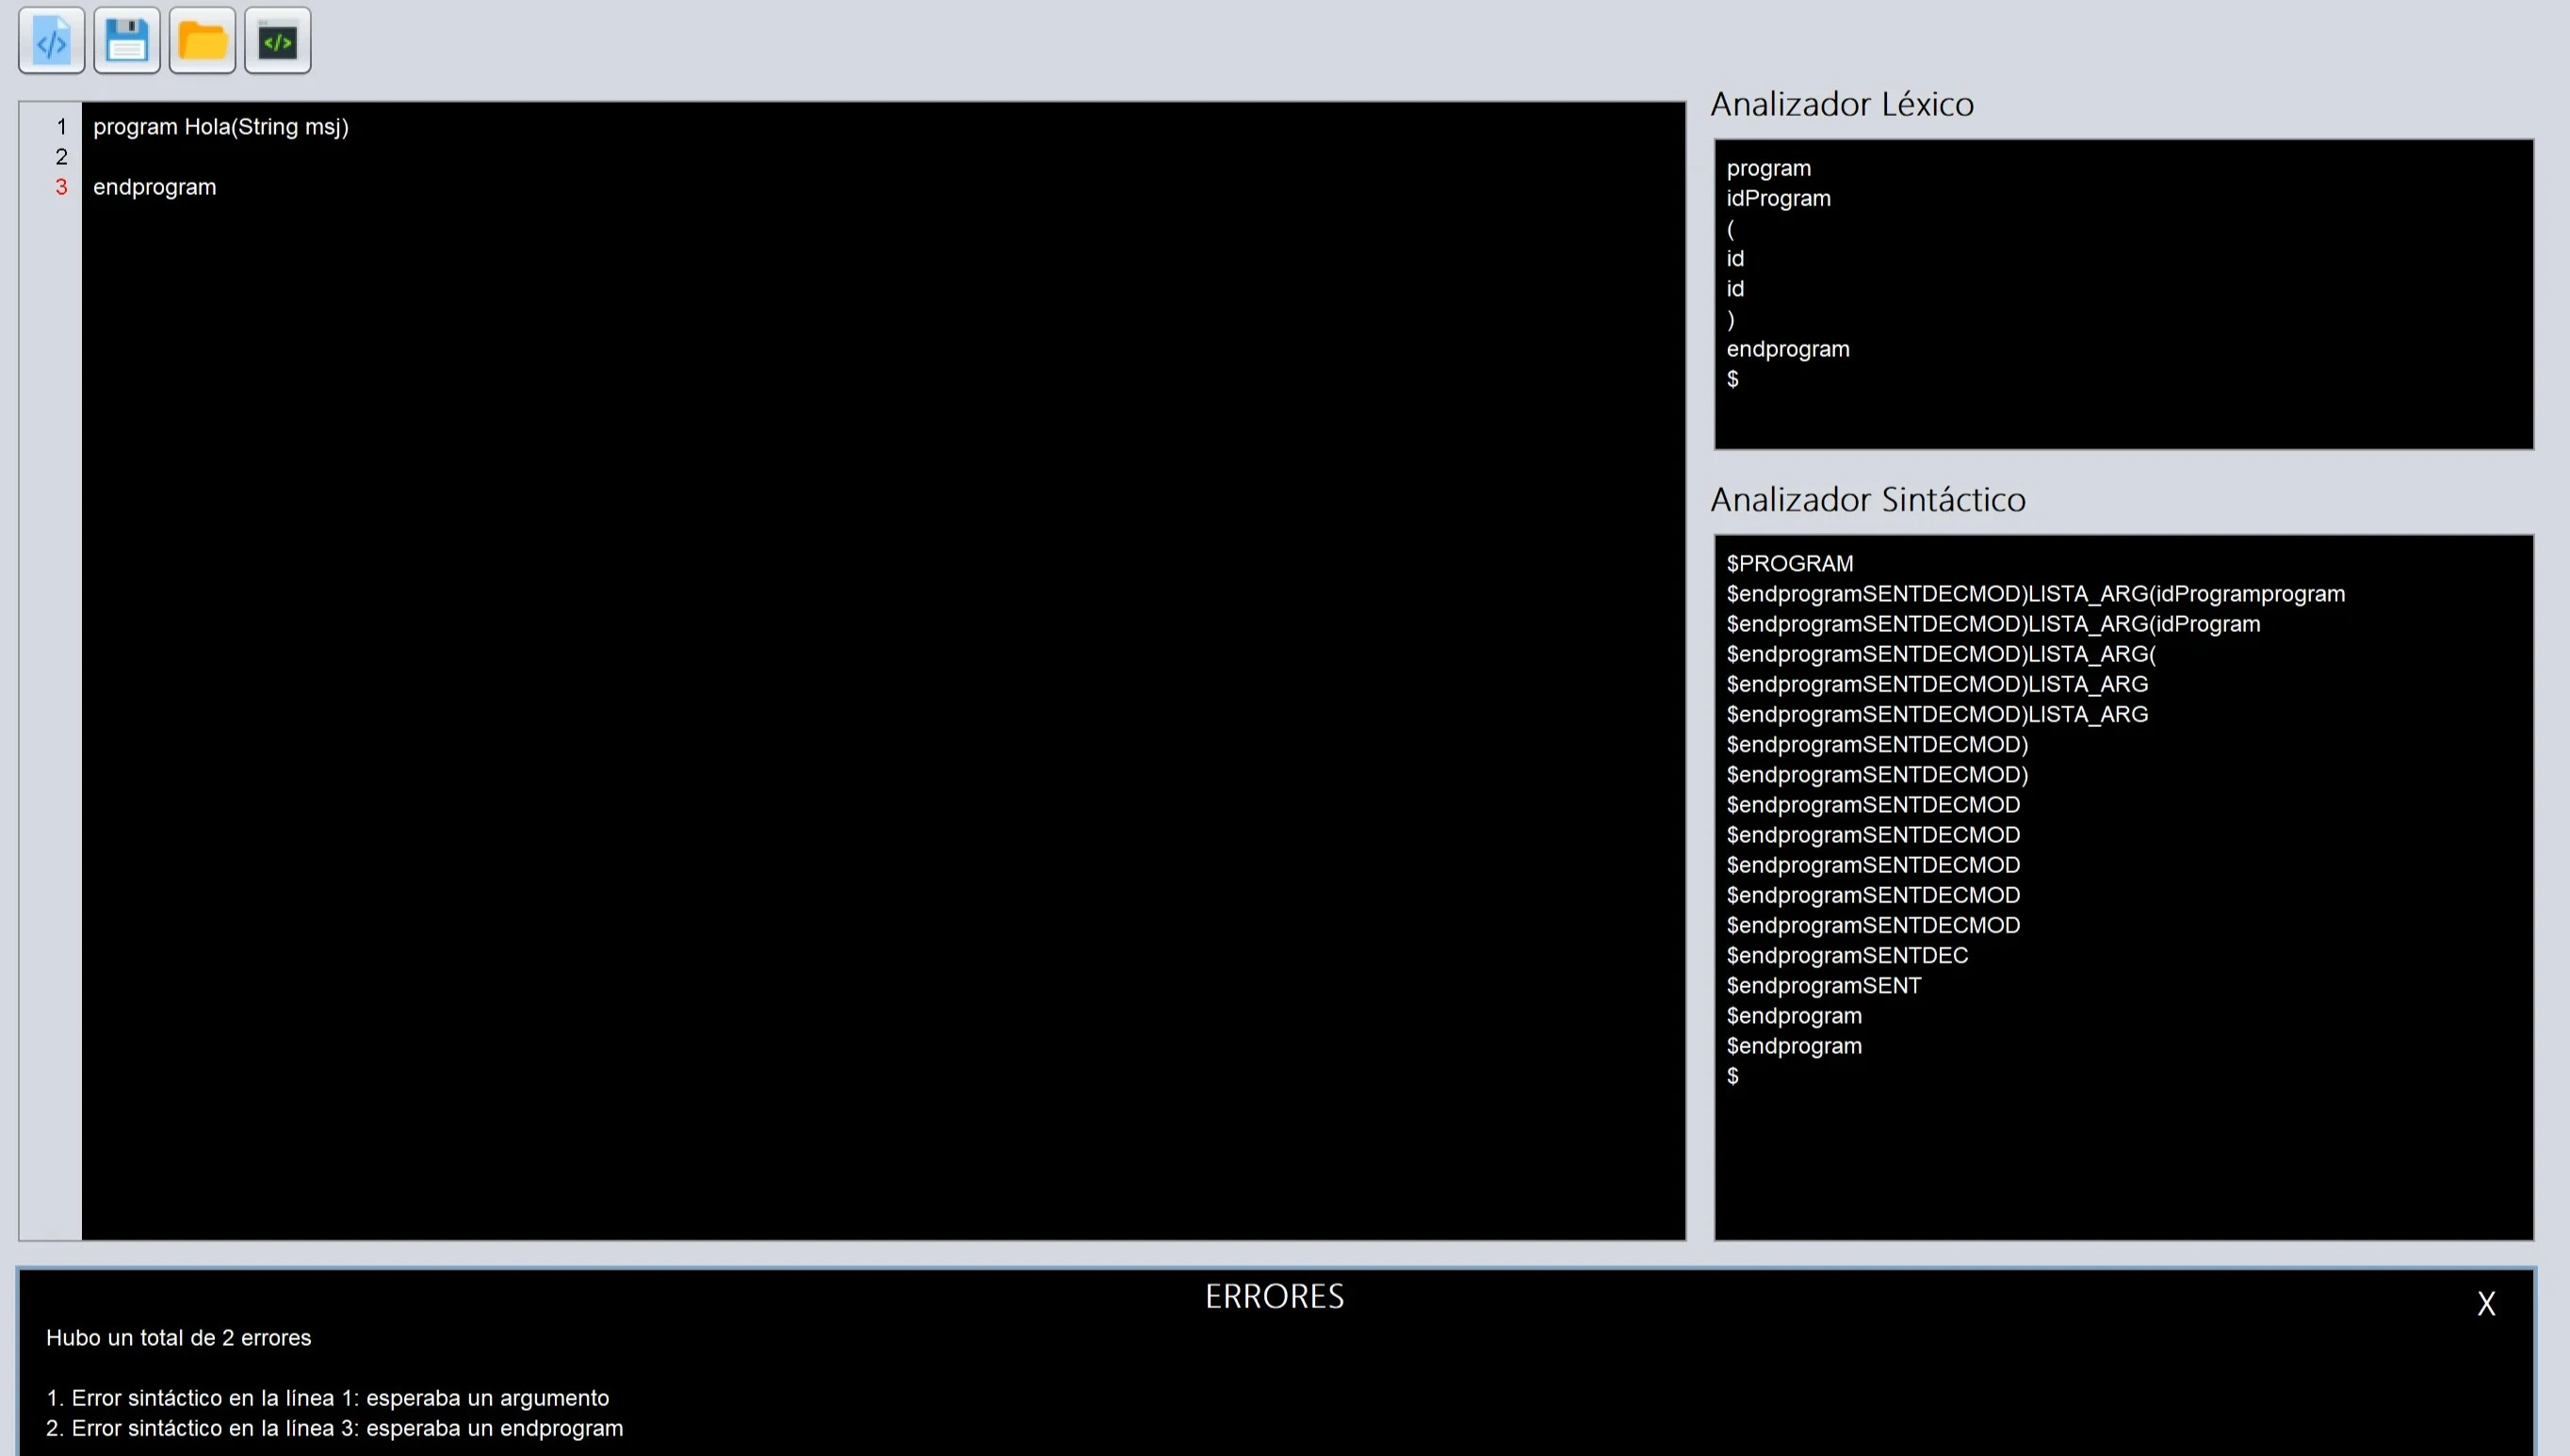 </>
</>
1 program Hola(String msj)
2
3 endprogram
Analizador Léxico
program
idProgram
(
id
id
)
endprogram
$
Analizador Sintáctico
$PROGRAM
$endprogramSENTDECMOD)LISTA_ARG(idProgramprogram
$endprogramSENTDECMOD)LISTA_ARG(idProgram
$endprogramSENTDECMOD)LISTA_ARG(
$endprogramSENTDECMOD)LISTA_ARG
$endprogramSENTDECMOD)LISTA_ARG
$endprogramSENTDECMOD)
$endprogramSENTDECMOD)
$endprogramSENTDECMOD
$endprogramSENTDECMOD
$endprogramSENTDECMOD
$endprogramSENTDECMOD
$endprogramSENTDECMOD
$endprogramSENTDEC
$endprogramSENT
$endprogram
$endprogram
$
ERRORES
X
Hubo un total de 2 errores
1. Error sintáctico en la línea 1: esperaba un argumento
2. Error sintáctico en la línea 3: esperaba un endprogram